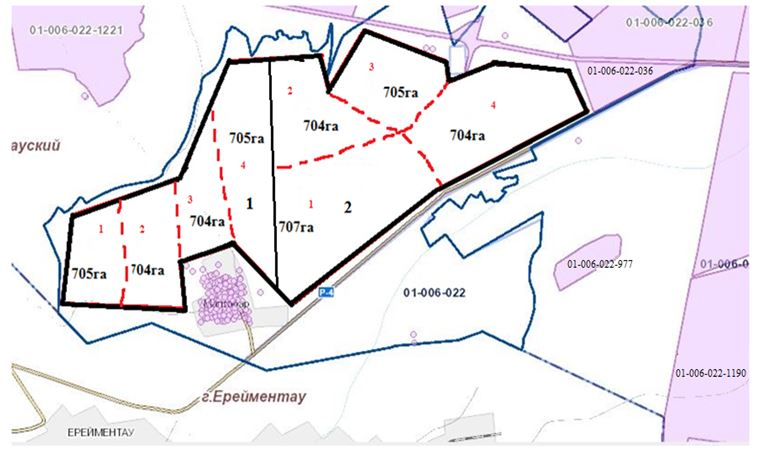 01-006-022-1221
01-006-022-036
01-006-022-036
ауский
3
705га
2
704га
4
704га
705га
4
1
3
704га
1
707га
2
1
705га
2
704га
01-006-022-977
01-006-0
Р-4
01-006-022
01-006-022-1190
г.Ерейментау
ЕРЕЙМЕНТАУ